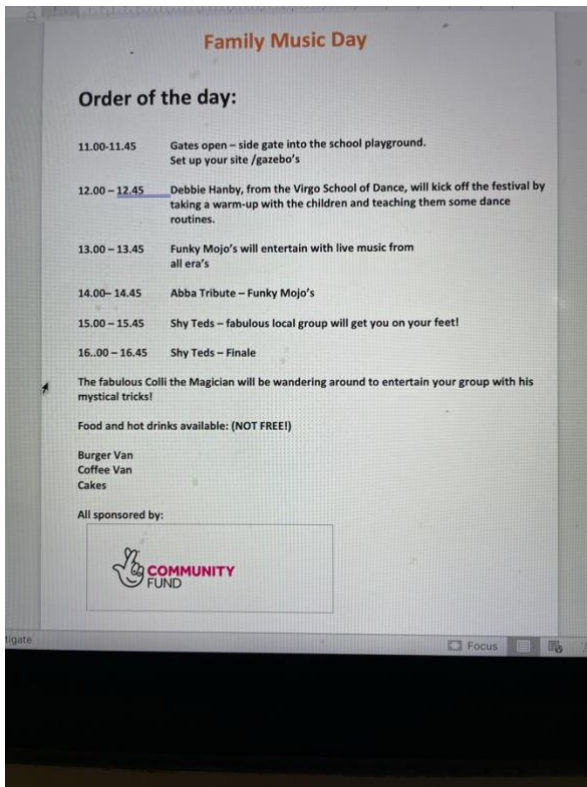 Family Music Day
Order of the day:
11.00-11.45 Gates open – side gate into the school playground.
Set up your site /gazebo's
12.00 – 12.45 Debbie Hanby, from the Virgo School of Dance, will kick off the festival by
taking a warm-up with the children and teaching them some dance
routines.
13.00 – 13.45 Funky Mojo's will entertain with live music from
all era's
14.00– 14.45 Abba Tribute – Funky Mojo's
15.00 – 15.45 Shy Teds – fabulous local group will get you on your feet!
16..00 – 16.45 Shy Teds – Finale
The fabulous Colli the Magician will be wandering around to entertain your group with his
mystical tricks!
Food and hot drinks available: (NOT FREE!)
Burger Van
Coffee Van
Cakes
All sponsored by:
COMMUNITY
FUND
tigate Focus